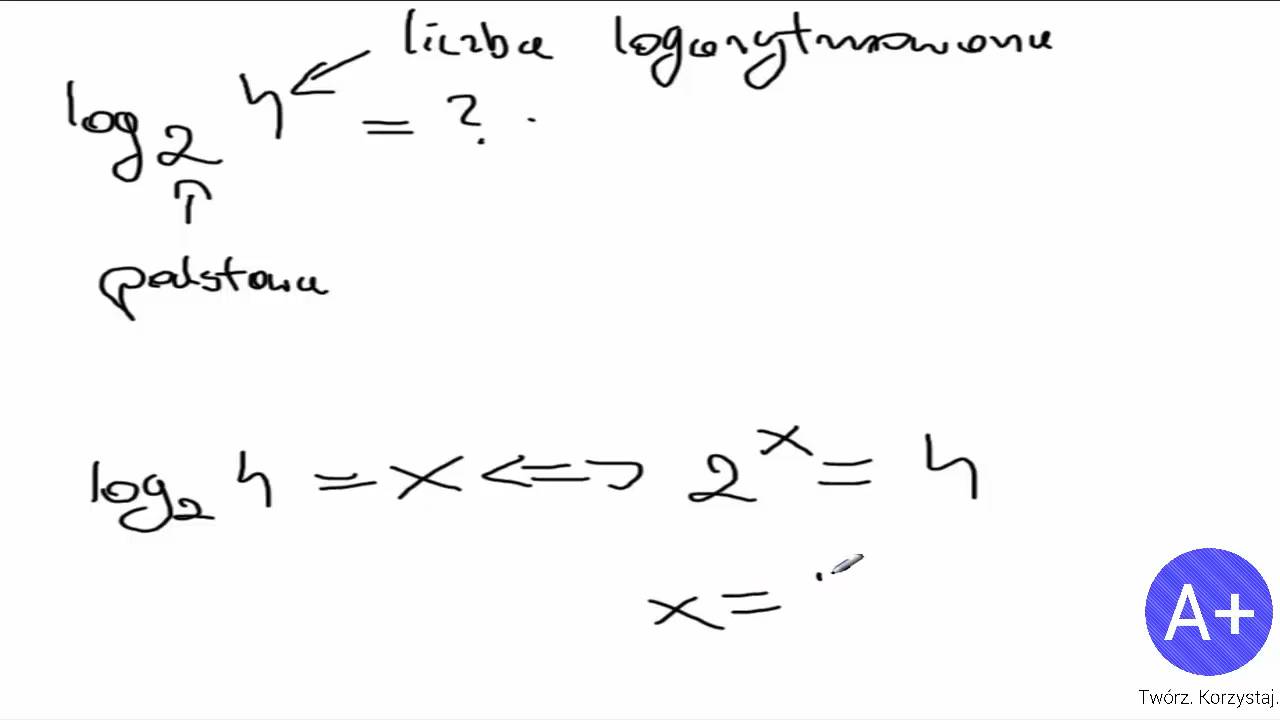 liczba logarytmowana
log₂ 4 = ?
podstawa
log₂ 4 = x <=> 2ˣ = 4
x =
A+
Twórz. Korzystaj.